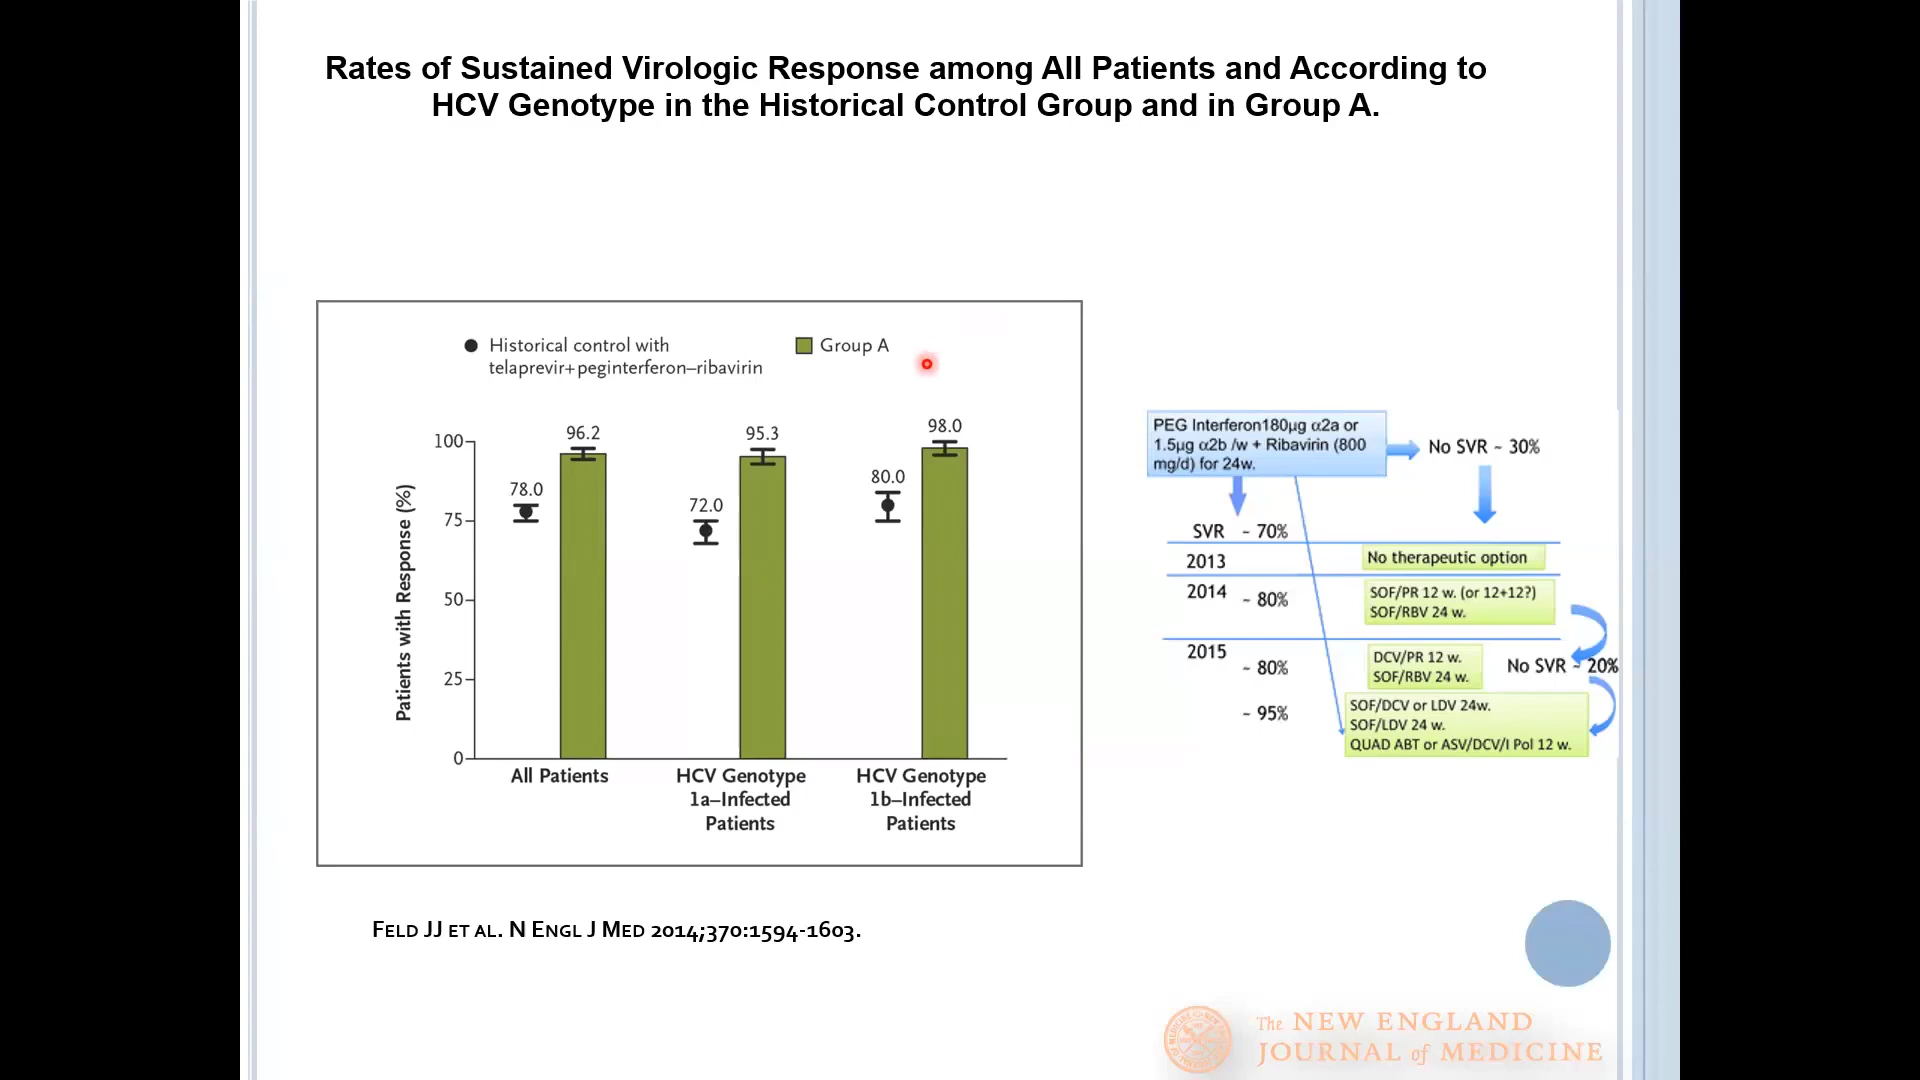 Rates of Sustained Virologic Response among All Patients and According to
HCV Genotype in the Historical Control Group and in Group A.
Historical control with
telaprevir+peginterferon–ribavirin
Group A
Patients with Response (%)
100
75
50
25
0
78.0
96.2
72.0
95.3
80.0
98.0
All Patients
HCV Genotype
1a–Infected
Patients
HCV Genotype
1b–Infected
Patients
PEG Interferon180µg α2a or
1.5µg α2b /w + Ribavirin (800
mg/d) for 24w.
No SVR ~ 30%
SVR ~ 70%
2013
No therapeutic option
2014 ~ 80%
SOF/PR 12 w. (or 12+12?)
SOF/RBV 24 w.
2015
~ 80%
DCV/PR 12 w.
SOF/RBV 24 w.
No SVR ~ 20%
~ 95%
SOF/DCV or LDV 24w.
SOF/LDV 24 w.
QUAD ABT or ASV/DCV/I Pol 12 w.
FELD JJ ET AL. N ENGL J MED 2014;370:1594-1603.
The NEW ENGLAND
JOURNAL of MEDICINE